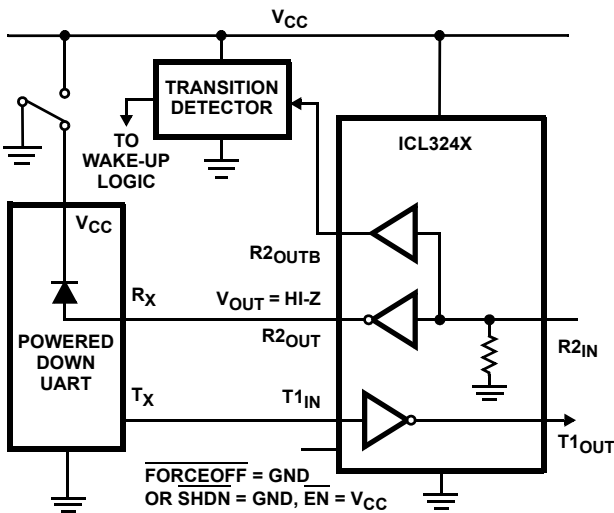 VCC
TRANSITION
DETECTOR
ICL324X
TO
WAKE-UP
LOGIC
VCC
R2OUTB
RX
VOUT = HI-Z
R2OUT
R2IN
POWERED
DOWN
UART
TX
T1IN
T1OUT
FORCEOFF = GND
OR SHDN = GND, EN = VCC